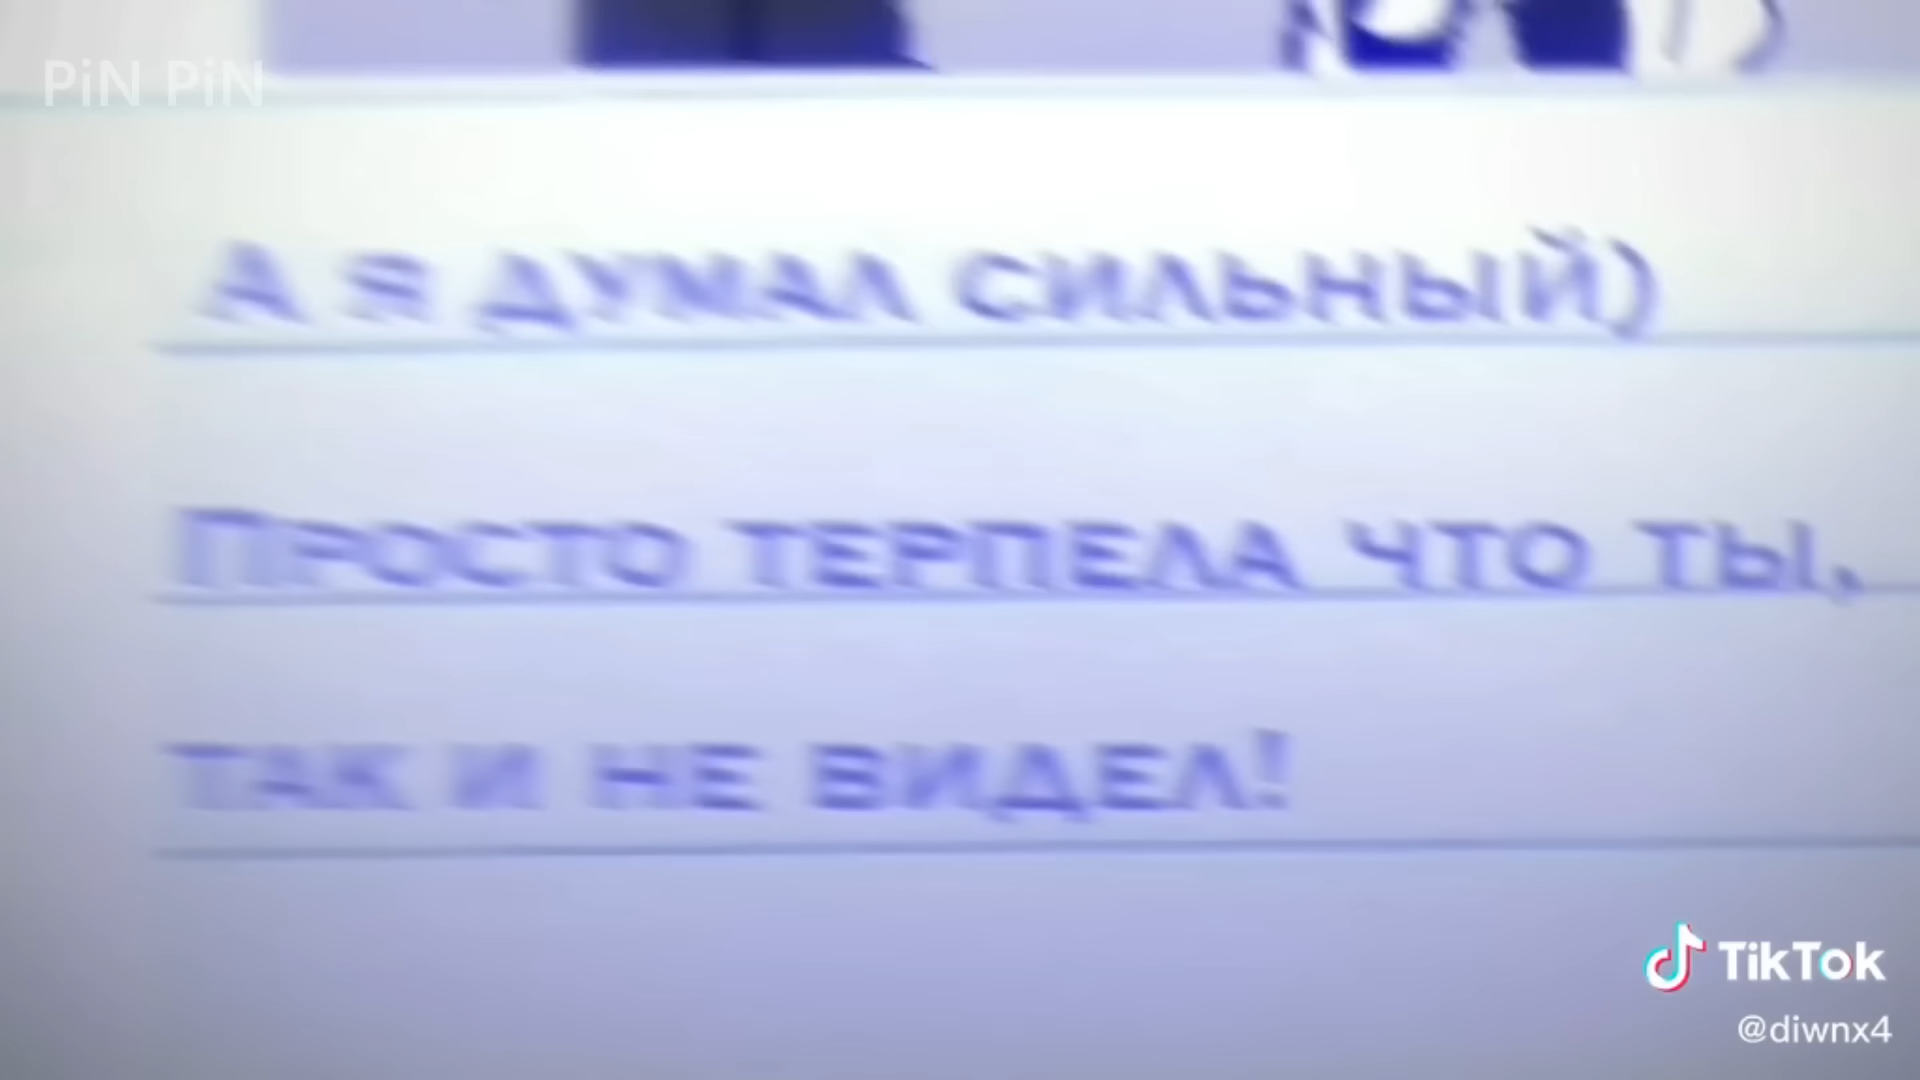 PiN PiN
А Я ДУМАЛ СИЛЬНЫЙ)
ПРОСТО ТЕРПЕЛА ЧТО ТЫ,
ТАК И НЕ ВИДЕЛ!
TikTok
@diwnx4